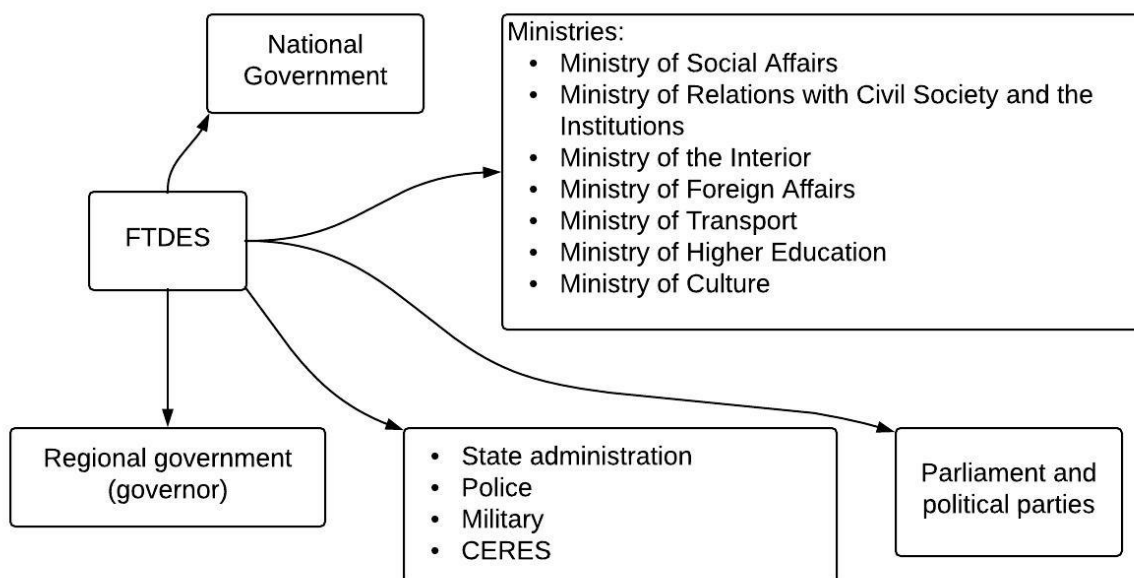 National
Government
Ministries:
• Ministry of Social Affairs
• Ministry of Relations with Civil Society and the
Institutions
• Ministry of the Interior
• Ministry of Foreign Affairs
• Ministry of Transport
• Ministry of Higher Education
• Ministry of Culture
FTDES
Regional government
(governor)
• State administration
• Police
• Military
• CERES
Parliament and
political parties